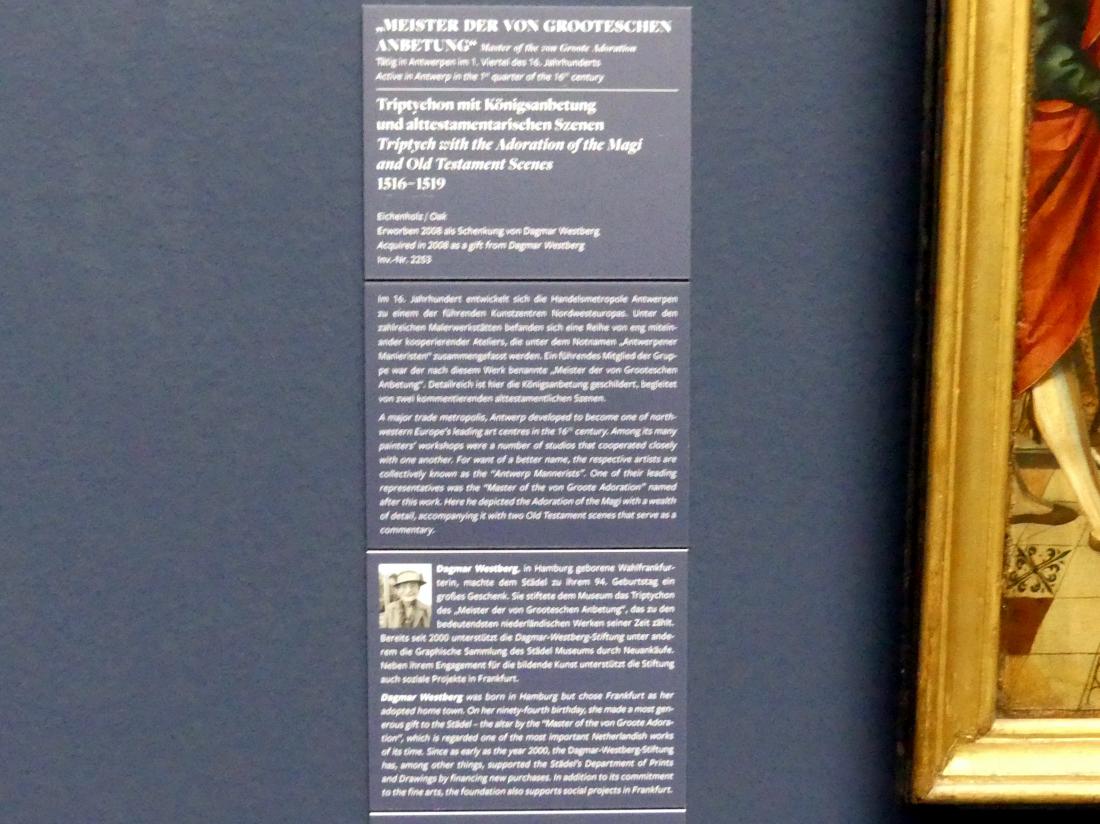 „MEISTER DER VON GROOTESCHEN
ANBETUNG“ Master of the von Groote Adoration
Tätig in Antwerpen im 1. Viertel des 16. Jahrhunderts
Active in Antwerp in the 1st quarter of the 16th century
Triptychon mit Königsanbetung
und alttestamentarischen Szenen
Triptych with the Adoration of the Magi
and Old Testament Scenes
1516–1519
Eichenholz / Oak
Erworben 2008 als Schenkung von Dagmar Westberg
Acquired in 2008 as a gift from Dagmar Westberg
Inv.-Nr. 2253
Im 16. Jahrhundert entwickelt sich die Handelsmetropole Antwerpen
zu einem der führenden Kunstzentren Nordwesteuropas. Unter den
zahlreichen Malerwerkstätten befanden sich eine Reihe von eng mitein-
ander kooperierender Ateliers, die unter dem Notnamen „Antwerpener
Manieristen“ zusammengefasst werden. Ein führendes Mitglied der Grup-
pe war der nach diesem Werk benannte „Meister der von Grooteschen
Anbetung“. Detailreich ist hier die Königsanbetung geschildert, begleitet
von zwei kommentierenden alttestamentlichen Szenen.
A major trade metropolis, Antwerp developed to become one of north-
western Europe's leading art centres in the 16th century. Among its many
painters' workshops were a number of studios that cooperated closely
with one another. For want of a better name, the respective artists are
collectively known as the “Antwerp Mannerists”. One of their leading
representatives was the “Master of the von Groote Adoration” named
after this work. Here he depicted the Adoration of the Magi with a wealth
of detail, accompanying it with two Old Testament scenes that serve as a
commentary.
Dagmar Westberg, in Hamburg geborene Wahlfrankfur-
terin, machte dem Städel zu ihrem 94. Geburtstag ein
großes Geschenk. Sie stiftete dem Museum das Triptychon
des „Meister der von Grooteschen Anbetung“, das zu den
bedeutendsten niederländischen Werken seiner Zeit zählt.
Bereits seit 2000 unterstützt die Dagmar-Westberg-Stiftung unter ande-
rem die Graphische Sammlung des Städel Museums durch Neuankäufe.
Neben ihrem Engagement für die bildende Kunst unterstützt die Stiftung
auch soziale Projekte in Frankfurt.
Dagmar Westberg was born in Hamburg but chose Frankfurt as her
adopted home town. On her ninety-fourth birthday, she made a most gen-
erous gift to the Städel – the altar by the “Master of the von Groote Adora-
tion”, which is regarded one of the most important Netherlandish works
of its time. Since as early as the year 2000, the Dagmar-Westberg-Stiftung
has, among other things, supported the Städel's Department of Prints
and Drawings by financing new purchases. In addition to its commitment
to the fine arts, the foundation also supports social projects in Frankfurt.